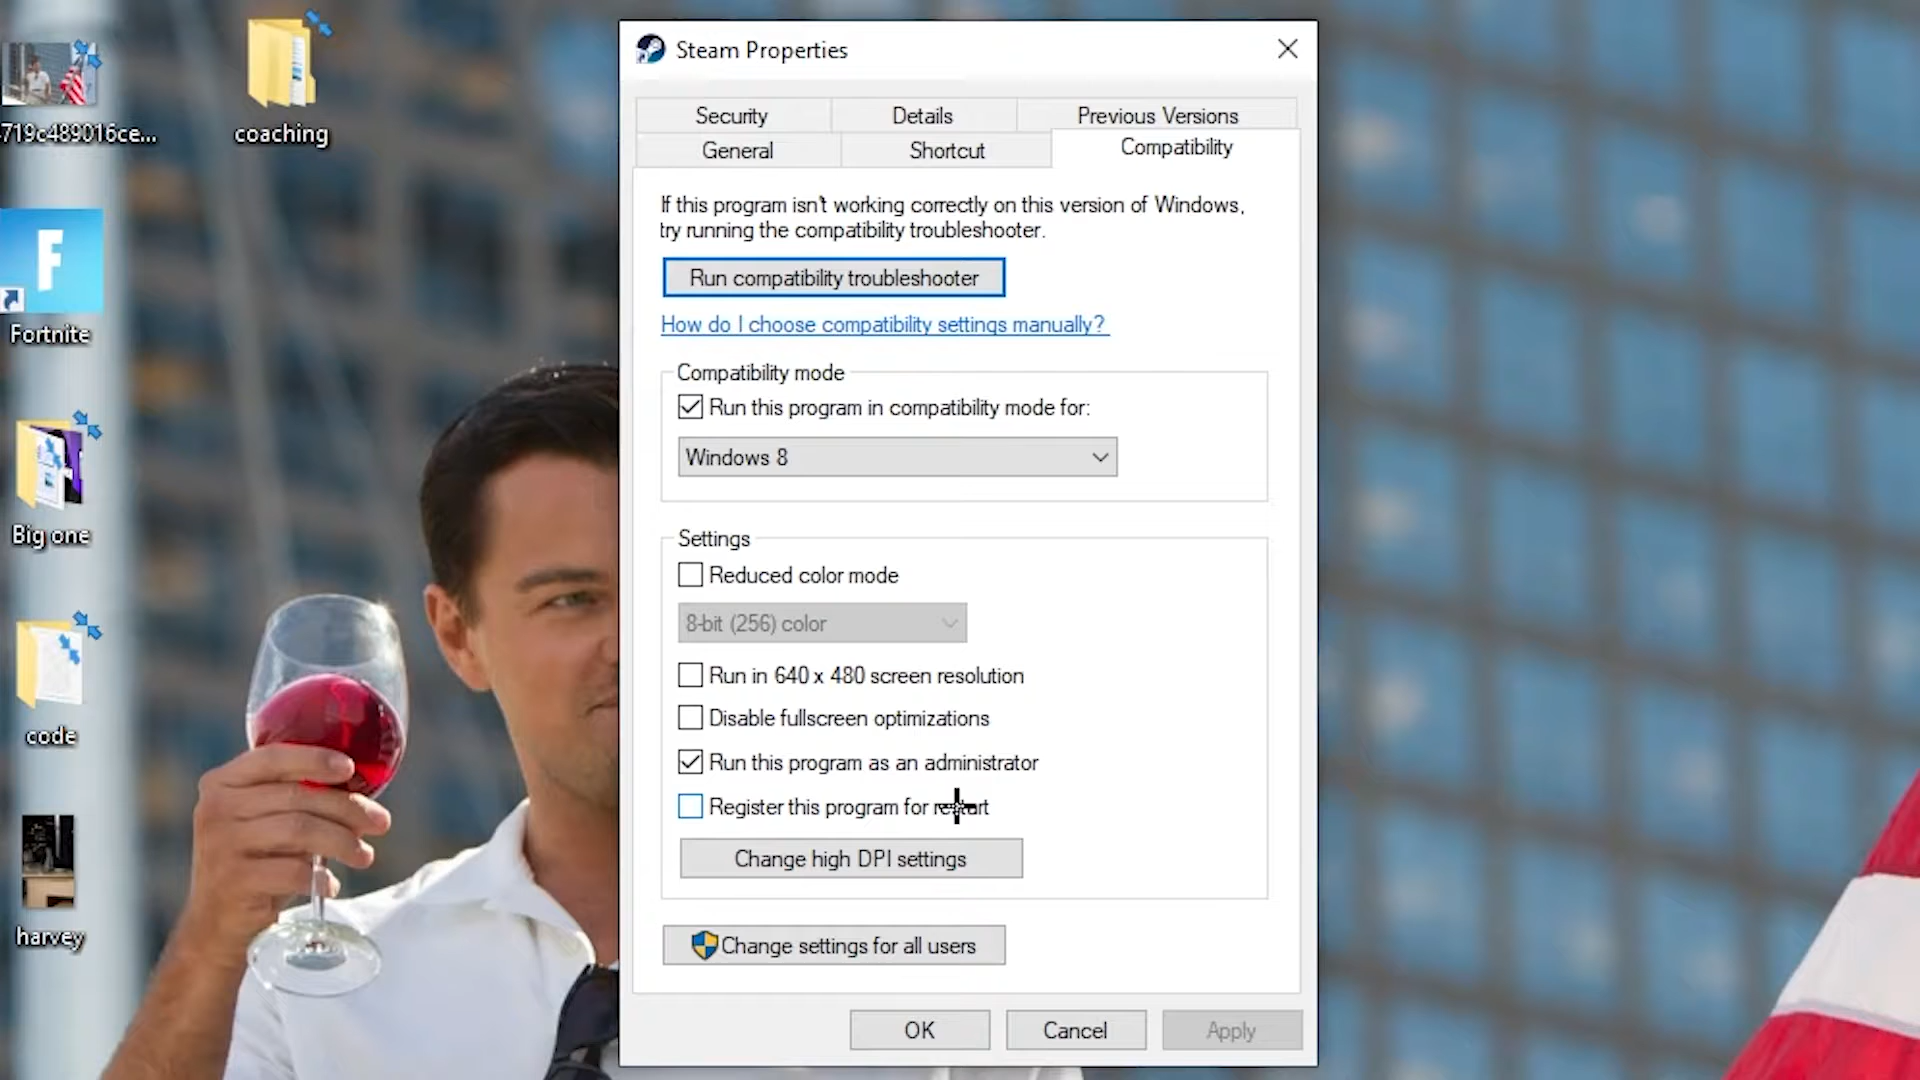 719c489016ce...
coaching
F
Fortnite
Big one
code
harvey
Steam Properties
Security
Details
Previous Versions
General
Shortcut
Compatibility
If this program isn't working correctly on this version of Windows,
try running the compatibility troubleshooter.
Run compatibility troubleshooter
How do I choose compatibility settings manually?
Compatibility mode
Run this program in compatibility mode for:
Windows 8
Settings
Reduced color mode
8-bit (256) color
Run in 640 x 480 screen resolution
Disable fullscreen optimizations
Run this program as an administrator
Register this program for restart
Change high DPI settings
Change settings for all users
OK
Cancel
Apply